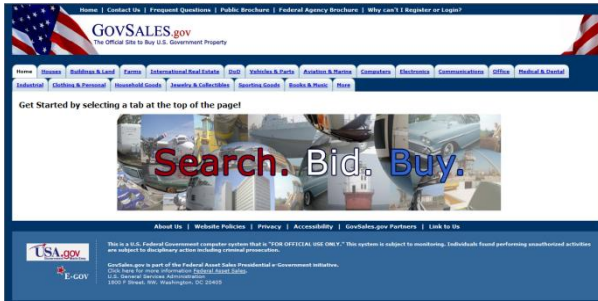 Home | Contact Us | Frequent Questions | Public Brochure | Federal Agency Brochure | Why can't I Register or Login?
GOVSALES.gov
The Official Site to Buy U.S. Government Property
Home Houses Buildings & Land Farms International Real Estate DoD Vehicles & Parts Aviation & Marine Computers Electronics Communications Office Medical & Dental
Industrial Clothing & Personal Household Goods Jewelry & Collectibles Sporting Goods Books & Music More
Get Started by selecting a tab at the top of the page!
Search. Bid. Buy.
About Us | Website Policies | Privacy | Accessibility | GovSales.gov Partners | Link to Us
USA.gov
This is a U.S. Federal Government computer system that is "FOR OFFICIAL USE ONLY." This system is subject to monitoring. Individuals found performing unauthorized activities
are subject to disciplinary action including criminal prosecution.
E-GOV
GovSales.gov is part of the Federal Asset Sales Presidential e-Government initiative.
Click here for more information Federal Asset Sales.
U.S. General Services Administration
1800 F Street, NW, Washington, DC 20405